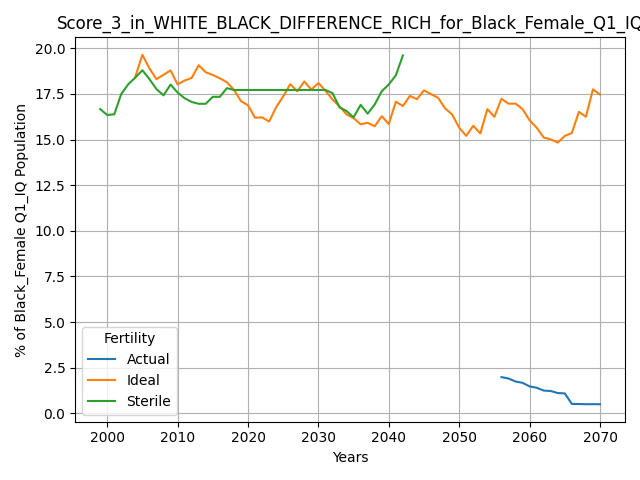 Score_3_in_WHITE_BLACK_DIFFERENCE_RICH_for_Black_Female_Q1_IQ
% of Black_Female Q1_IQ Population
20.0
17.5
15.0
12.5
10.0
7.5
5.0
2.5
0.0
Fertility
Actual
Ideal
Sterile
2000 2010 2020 2030 2040 2050 2060 2070
Years